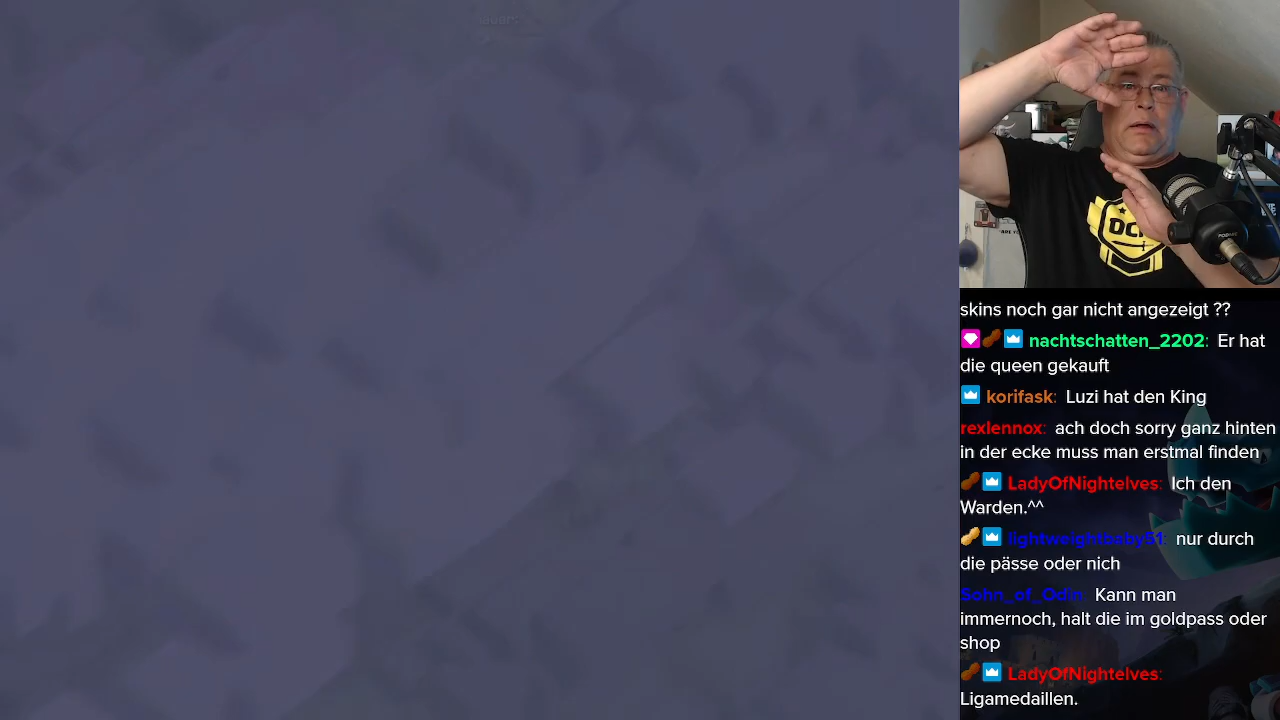 DCN
PODMIC
skins noch gar nicht angezeigt ??
nachtschatten_2202: Er hat
die queen gekauft
korifask: Luzi hat den King
rexlennox: ach doch sorry ganz hinten
in der ecke muss man erstmal finden
LadyOfNightelves: Ich den
Warden.^^
lightweightbaby51: nur durch
die pässe oder nich
Sohn_of_Odin: Kann man
immernoch, halt die im goldpass oder
shop
LadyOfNightelves:
Ligamedaillen.